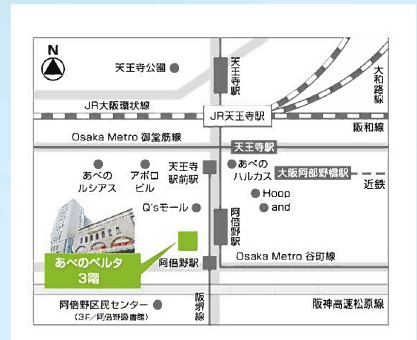 N
天王寺公園
天王寺駅
大和路線
JR大阪環状線
JR天王寺駅
阪和線
Osaka Metro 御堂筋線
天王寺駅
あべの
ルシアス
アポロ
ビル
天王寺
駅前駅
あべの
ハルカス
大阪阿部野橋駅
近鉄
Hoop
and
Q'sモール
阿倍野駅
あべのベルタ
3階
阿倍野駅
Osaka Metro 谷町線
阪堺線
阪神高速松原線
阿倍野区民センター
(3F/阿倍野図書館)